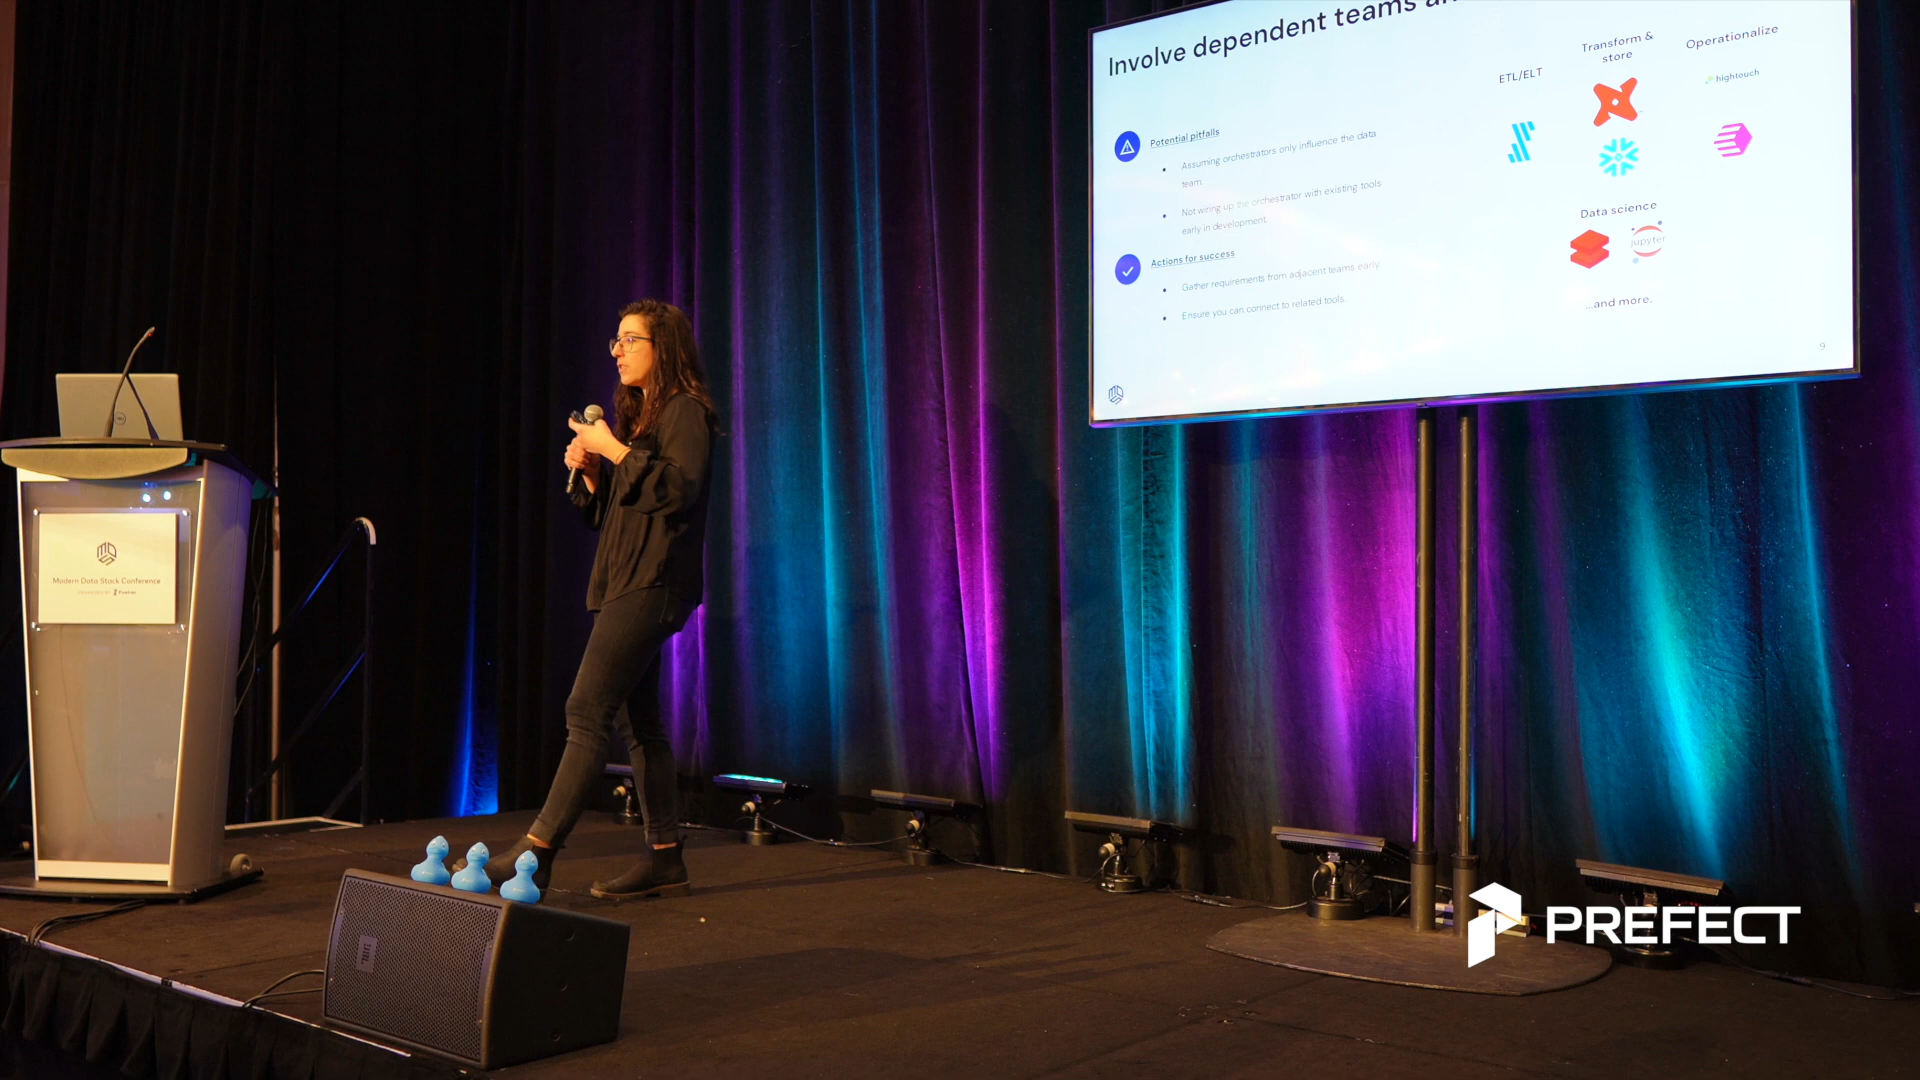 Involve dependent teams
Potential pitfalls
Assuming orchestrators only influence the data
team.
Not wiring up the orchestrator with existing tools
early in development.
Actions for success
Gather requirements from adjacent teams early.
Ensure you can connect to related tools.
ETL/ELT
Transform &
store
Operationalize
hightouch
Data science
jupyter
...and more.
9
Modern Data Stack Conference
Fivetran
PREFECT